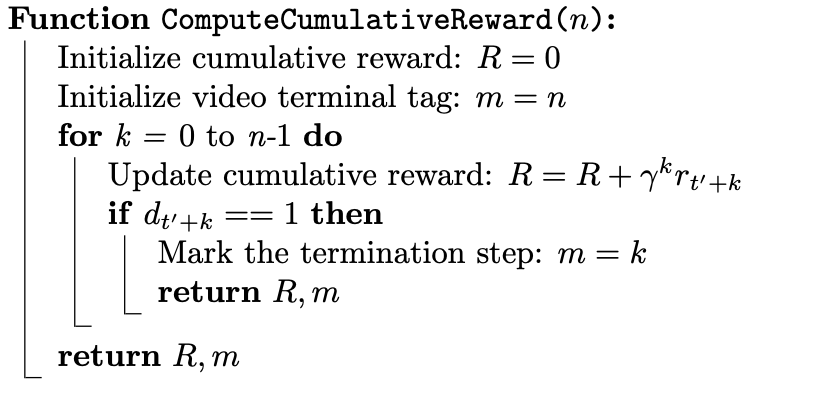 Function ComputeCumulativeReward(n):
Initialize cumulative reward: R = 0
Initialize video terminal tag: m = n
for k = 0 to n-1 do
Update cumulative reward: R = R + γ^k r_{t′+k}
if d_{t′+k} == 1 then
Mark the termination step: m = k
return R, m
return R, m